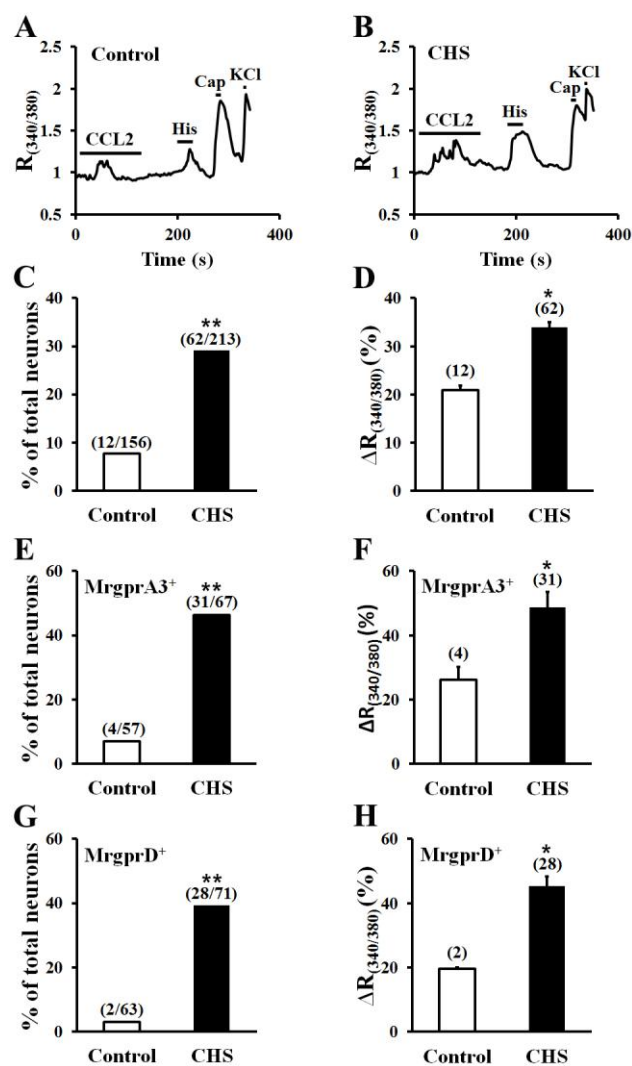 A
Control
2.5
2
1.5
1
0.5
R(340/380)
CCL2
His
Cap
KCl
0
200
400
Time (s)
B
CHS
2.5
2
1.5
1
0.5
R(340/380)
CCL2
His
Cap
KCl
0
200
400
Time (s)
C
40
30
20
10
0
% of total neurons
(12/156)
**
(62/213)
Control
CHS
D
40
30
20
10
0
ΔR(340/380)(%)
(12)
*
(62)
Control
CHS
E
MrgprA3+
60
40
20
0
% of total neurons
(4/57)
**
(31/67)
Control
CHS
F
MrgprA3+
60
40
20
0
ΔR(340/380)(%)
(4)
*
(31)
Control
CHS
G
MrgprD+
60
40
20
0
% of total neurons
(2/63)
**
(28/71)
Control
CHS
H
MrgprD+
60
40
20
0
ΔR(340/380)(%)
(2)
*
(28)
Control
CHS